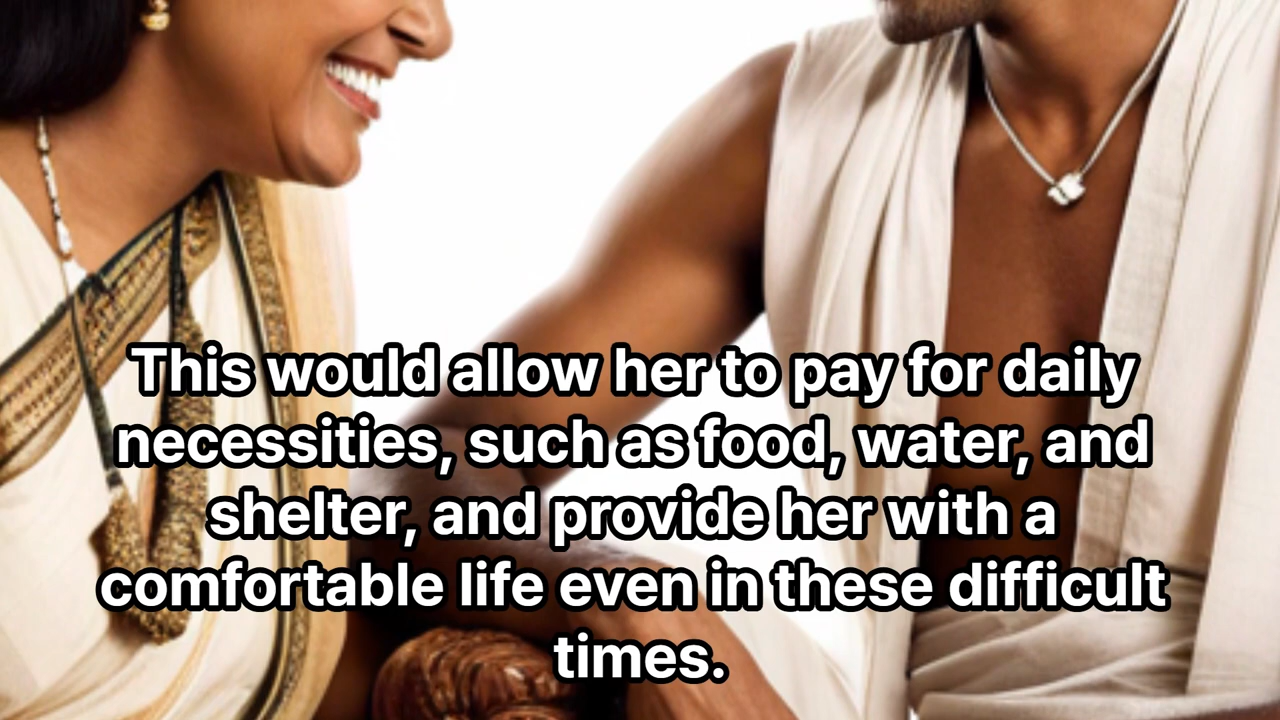 This would allow her to pay for daily
necessities, such as food, water, and
shelter, and provide her with a
comfortable life even in these difficult
times.